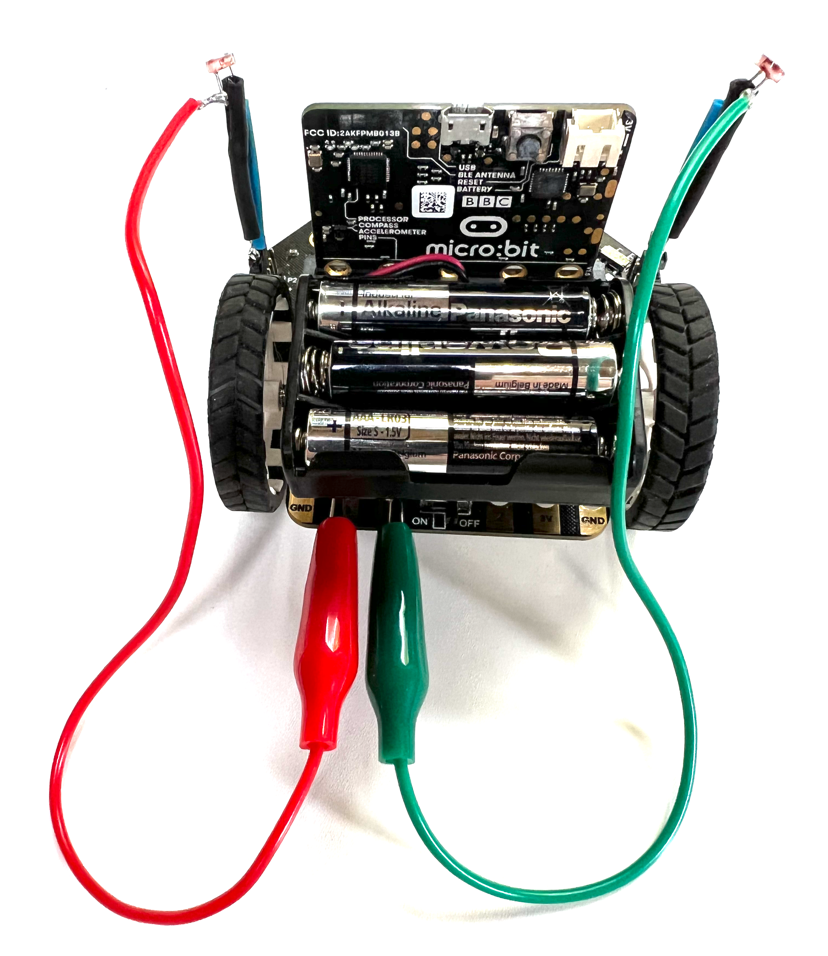 FCC ID:2AKFPMB013B
3V
USB
BLE ANTENNA
RESET
BATTERY
BBC
PROCESSOR
COMPASS
ACCELEROMETER
PINS
micro:bit
Alkaline Panasonic
Panasonic Corporation
Made in Belgium
+ AAA-LR03
Size S - 1.5V
Panasonic Corp
GND
ON
OFF
3V
GND